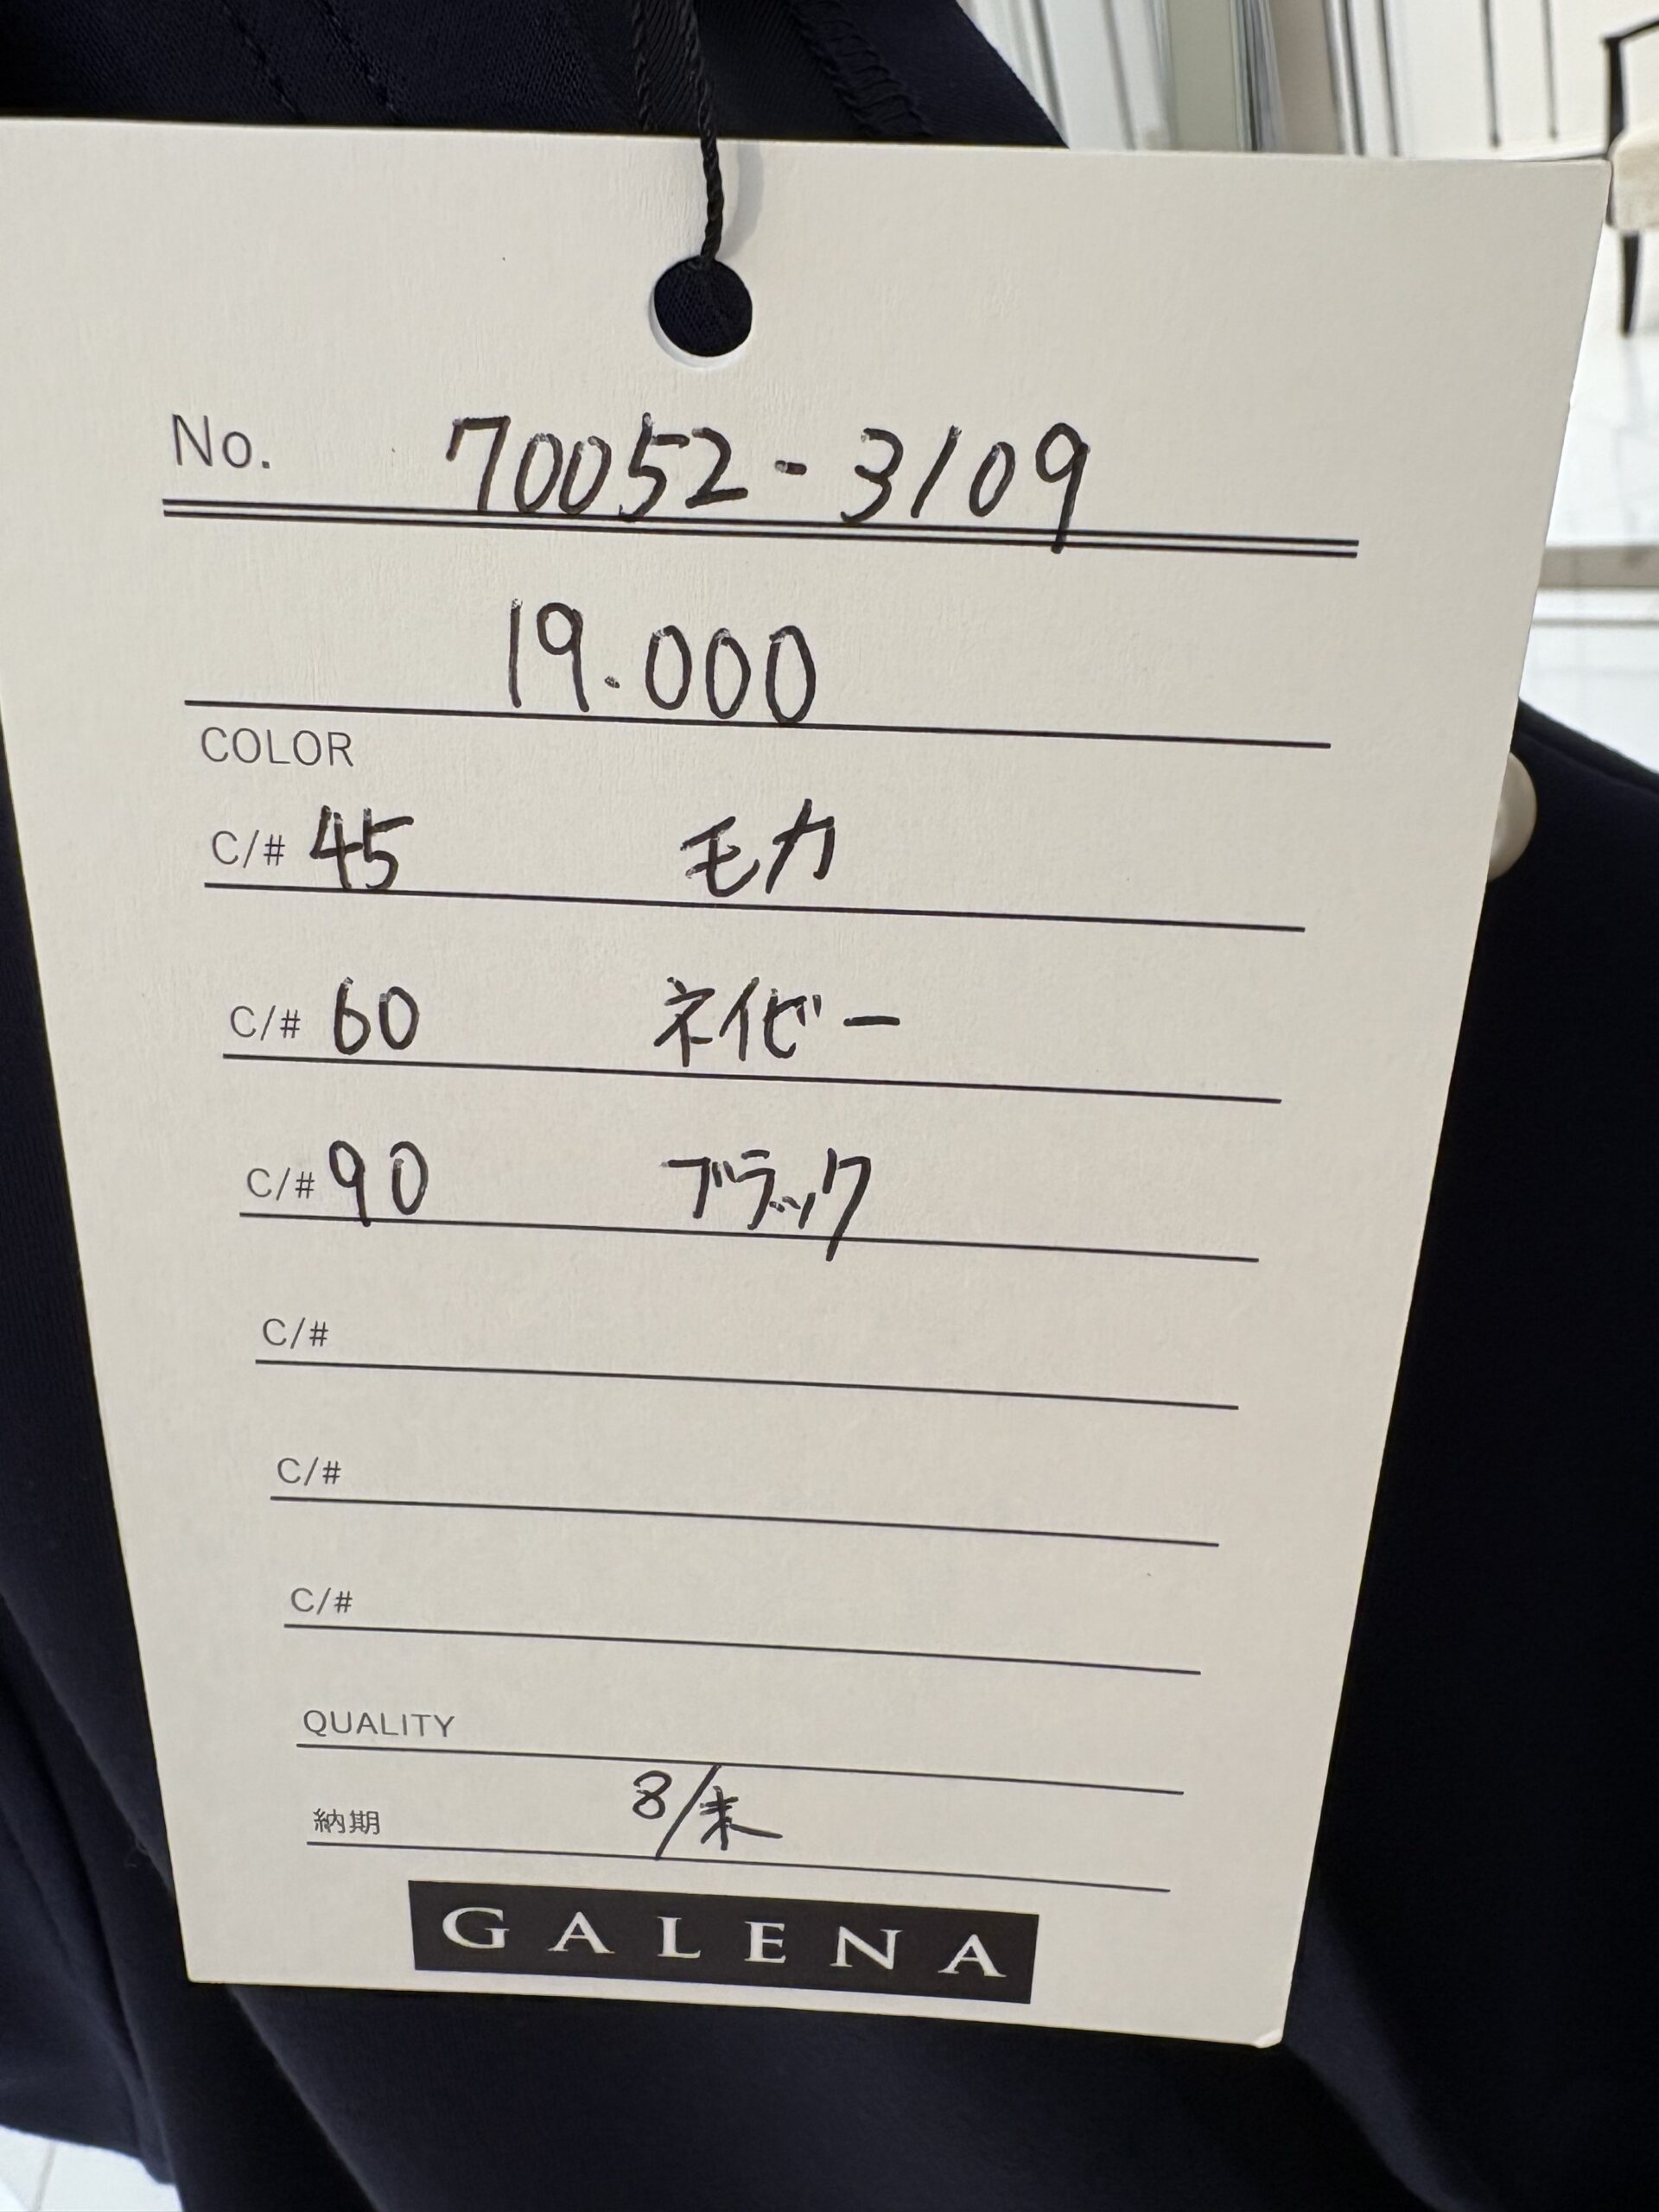 No. 70052-3109
19.000
COLOR
C/# 45 モカ
C/# 60 ネイビー
C/# 90 ブラック
C/#
C/#
C/#
QUALITY
納期 8/末
GALENA